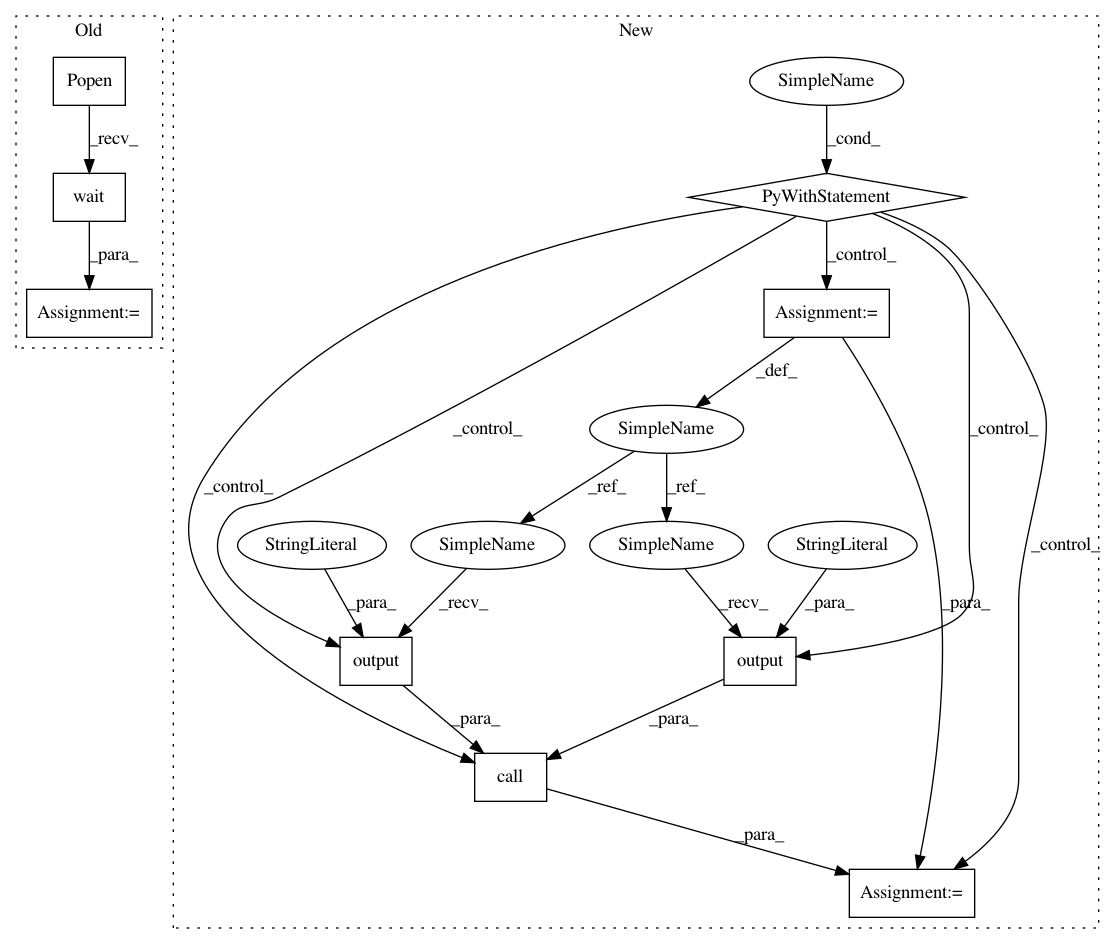 Old
New
Popen
SimpleName
_recv_
_cond_
wait
PyWithStatement
_para_
_control_
Assignment:=
Assignment:=
_def_
_control_
SimpleName
_control_
_control_
_ref_
_ref_
StringLiteral
SimpleName
SimpleName
StringLiteral
_control_
_para_
_recv_
_recv_
_para_
_para_
output
output
_para_
_para_
call
_para_
Assignment:=